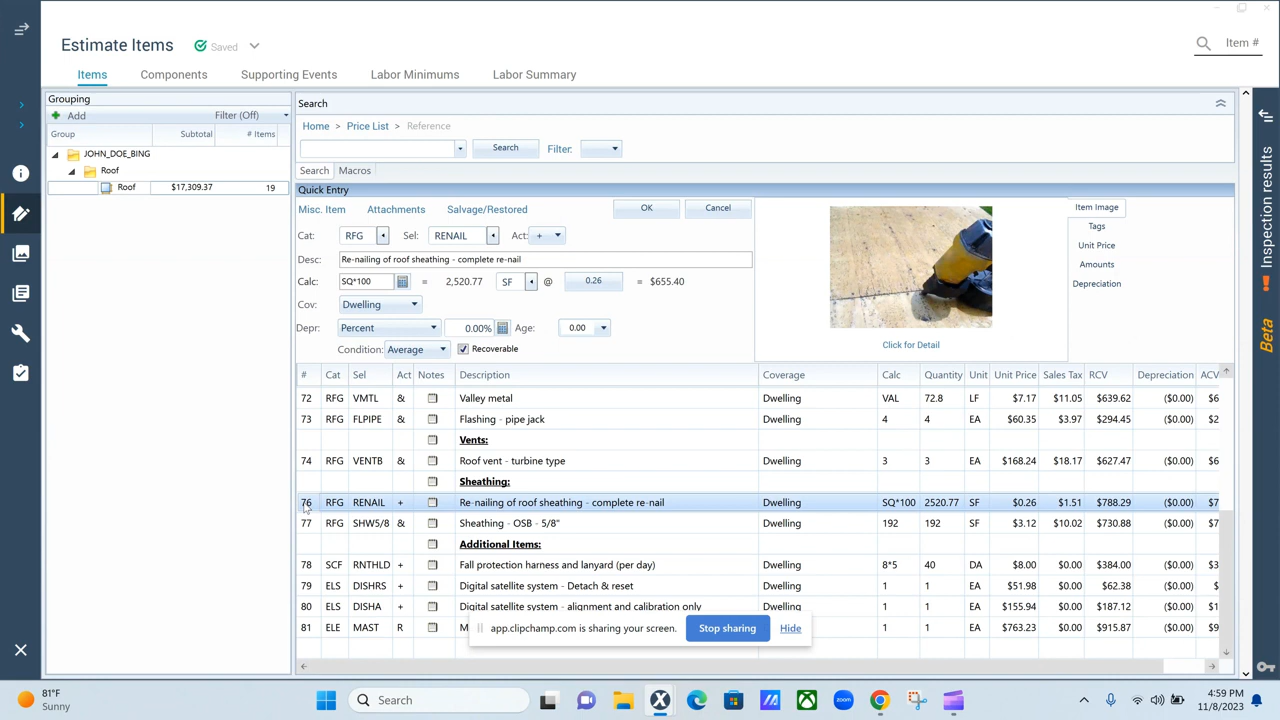 Estimate Items
Saved
Item #
Items
Components
Supporting Events
Labor Minimums
Labor Summary
Grouping
Add
Filter (Off)
Group
Subtotal
# Items
JOHN_DOE_BING
Roof
Roof
$17,309.37
19
Search
Home > Price List > Reference
Search
Filter:
Search
Macros
Quick Entry
Misc. Item
Attachments
Salvage/Restored
OK
Cancel
Cat: RFG Sel: RENAIL Act: +
Desc: Re-nailing of roof sheathing - complete re-nail
Calc: SQ*100 = 2,520.77 SF @ 0.26 = $655.40
Cov: Dwelling
Depr: Percent 0.00% Age: 0.00
Condition: Average Recoverable
Click for Detail
Item Image
Tags
Unit Price
Amounts
Depreciation
# Cat Sel Act Notes Description Coverage Calc Quantity Unit Unit Price Sales Tax RCV Depreciation ACV
72 RFG VMTL & Valley metal Dwelling VAL 72.8 LF $7.17 $11.05 $639.62 ($0.00) $6
73 RFG FLPIPE & Flashing - pipe jack Dwelling 4 4 EA $60.35 $3.97 $294.45 ($0.00) $2
Vents:
74 RFG VENTB & Roof vent - turbine type Dwelling 3 3 EA $168.24 $18.17 $627.47 ($0.00) $6
Sheathing:
76 RFG RENAIL + Re-nailing of roof sheathing - complete re-nail Dwelling SQ*100 2520.77 SF $0.26 $1.51 $788.29 ($0.00) $7
77 RFG SHW5/8 & Sheathing - OSB - 5/8" Dwelling 192 192 SF $3.12 $10.02 $730.88 ($0.00) $7
Additional Items:
78 SCF RNTHLD + Fall protection harness and lanyard (per day) Dwelling 8*5 40 DA $8.00 $0.00 $384.00 ($0.00) $3
79 ELS DISHRS + Digital satellite system - Detach & reset Dwelling 1 1 EA $51.98 $0.00 $62.38 ($0.00) $6
80 ELS DISHA + Digital satellite system - alignment and calibration only Dwelling 1 1 EA $155.94 $0.00 $187.12 ($0.00) $1
81 ELE MAST R M Dwelling 1 1 EA $763.23 $0.00 $915.87 ($0.00) $9
app.clipchamp.com is sharing your screen.
Stop sharing
Hide
Inspection results
Beta
81°F
Sunny
Search
zoom
4:59 PM
11/8/2023